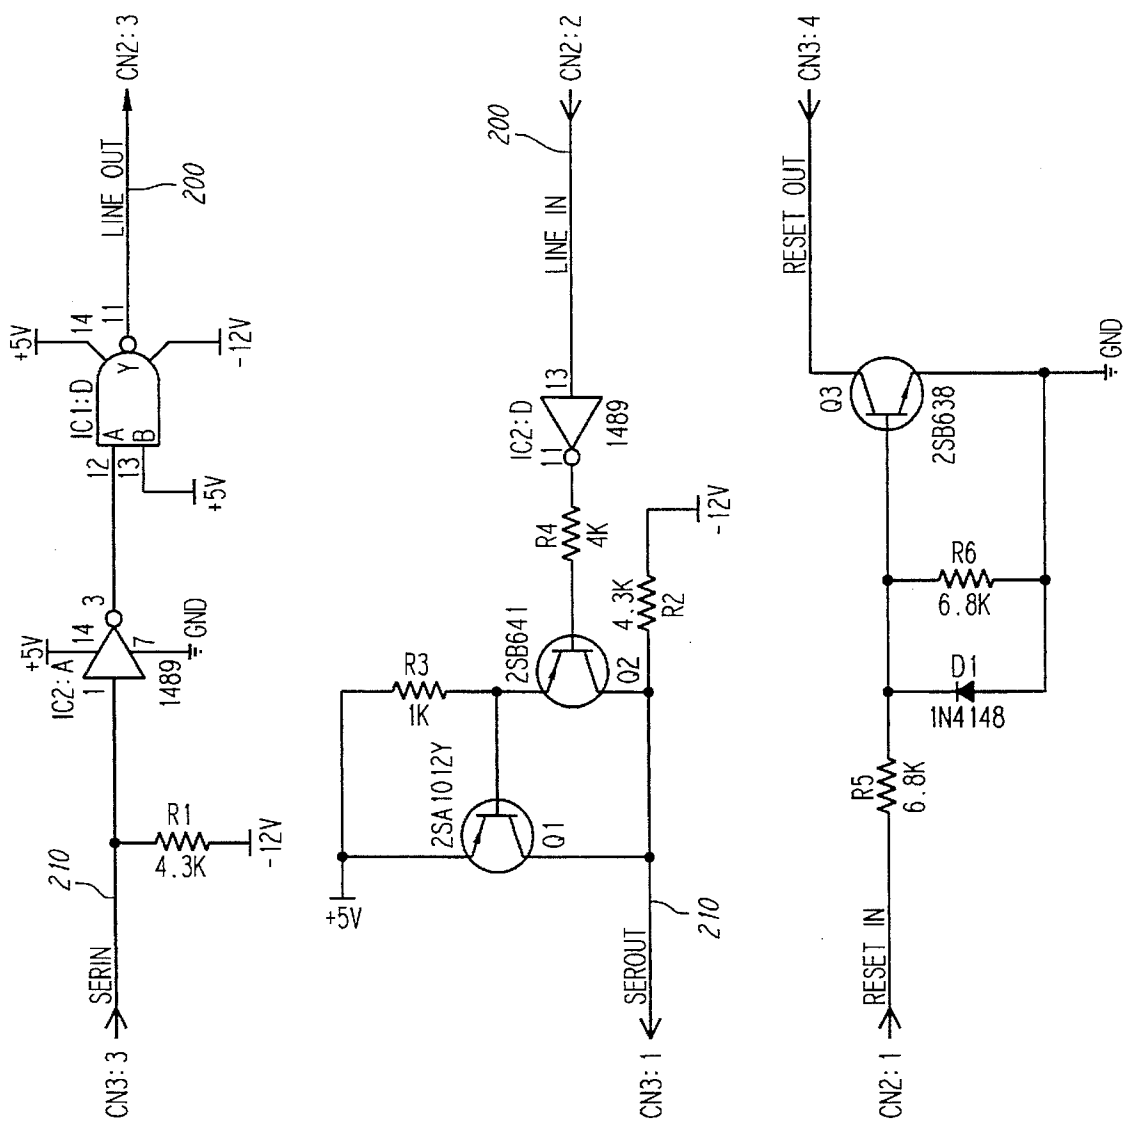 CN3:3
SERIN
210
R1
4.3K
-12V
IC2:A
+5V
14
1
3
7
1489
GND
IC1:D
+5V
14
12
A
13
B
Y
11
+5V
-12V
LINE OUT
200
CN2:3
CN3:1
SEROUT
210
+5V
2SA1012Y
Q1
R3
1K
2SB641
Q2
4.3K
R2
-12V
R4
4K
IC2:D
11
13
1489
LINE IN
200
CN2:2
CN2:1
RESET IN
R5
6.8K
D1
1N4148
R6
6.8K
Q3
2SB638
GND
RESET OUT
CN3:4